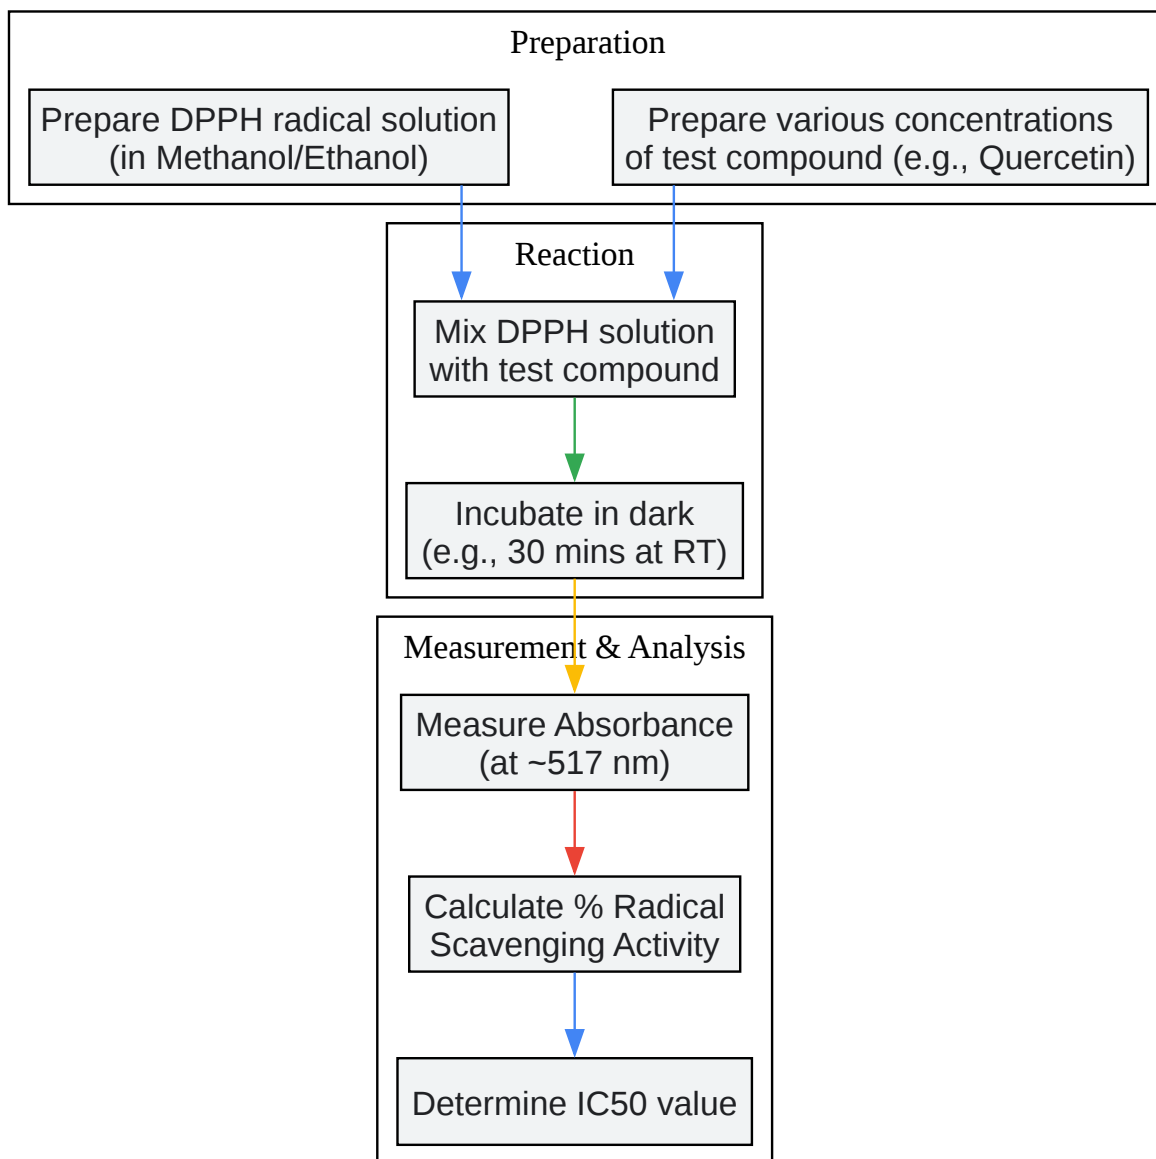 Preparation
Prepare DPPH radical solution
(in Methanol/Ethanol)
Prepare various concentrations
of test compound (e.g., Quercetin)
Reaction
Mix DPPH solution
with test compound
Incubate in dark
(e.g., 30 mins at RT)
Measurement & Analysis
Measure Absorbance
(at ~517 nm)
Calculate % Radical
Scavenging Activity
Determine IC50 value